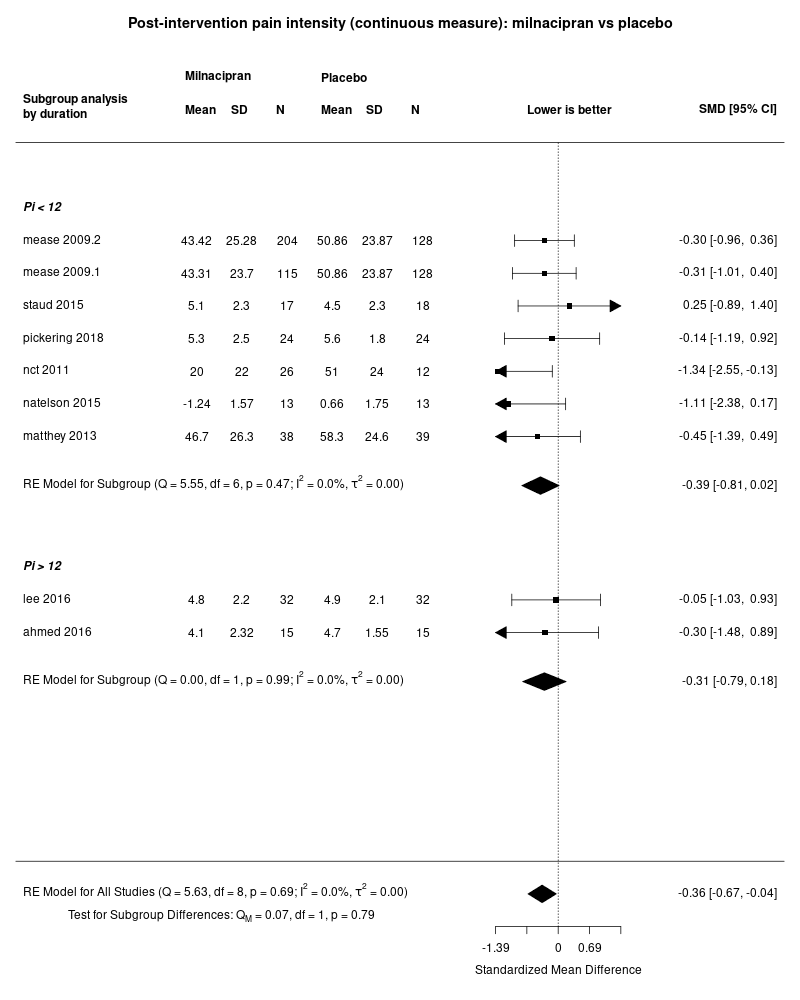 Post-intervention pain intensity (continuous measure): milnacipran vs placebo
Milnacipran Placebo
Subgroup analysis
by duration
Mean SD N Mean SD N Lower is better SMD [95% CI]
Pi < 12
mease 2009.2 43.42 25.28 204 50.86 23.87 128 -0.30 [-0.96, 0.36]
mease 2009.1 43.31 23.7 115 50.86 23.87 128 -0.31 [-1.01, 0.40]
staud 2015 5.1 2.3 17 4.5 2.3 18 0.25 [-0.89, 1.40]
pickering 2018 5.3 2.5 24 5.6 1.8 24 -0.14 [-1.19, 0.92]
nct 2011 20 22 26 51 24 12 -1.34 [-2.55, -0.13]
natelson 2015 -1.24 1.57 13 0.66 1.75 13 -1.11 [-2.38, 0.17]
matthey 2013 46.7 26.3 38 58.3 24.6 39 -0.45 [-1.39, 0.49]
RE Model for Subgroup (Q = 5.55, df = 6, p = 0.47; I² = 0.0%, τ² = 0.00) -0.39 [-0.81, 0.02]
Pi > 12
lee 2016 4.8 2.2 32 4.9 2.1 32 -0.05 [-1.03, 0.93]
ahmed 2016 4.1 2.32 15 4.7 1.55 15 -0.30 [-1.48, 0.89]
RE Model for Subgroup (Q = 0.00, df = 1, p = 0.99; I² = 0.0%, τ² = 0.00) -0.31 [-0.79, 0.18]
RE Model for All Studies (Q = 5.63, df = 8, p = 0.69; I² = 0.0%, τ² = 0.00) -0.36 [-0.67, -0.04]
Test for Subgroup Differences: Q_M = 0.07, df = 1, p = 0.79
-1.39 0 0.69
Standardized Mean Difference